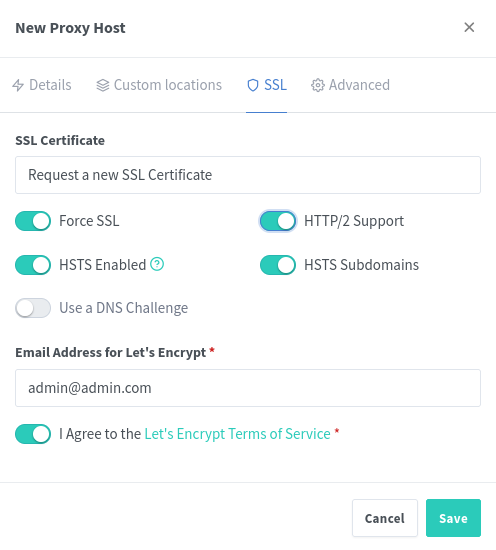 New Proxy Host
Details Custom locations SSL Advanced
SSL Certificate
Request a new SSL Certificate
Force SSL HTTP/2 Support
HSTS Enabled ? HSTS Subdomains
Use a DNS Challenge
Email Address for Let's Encrypt *
admin@admin.com
I Agree to the Let's Encrypt Terms of Service *
Cancel Save